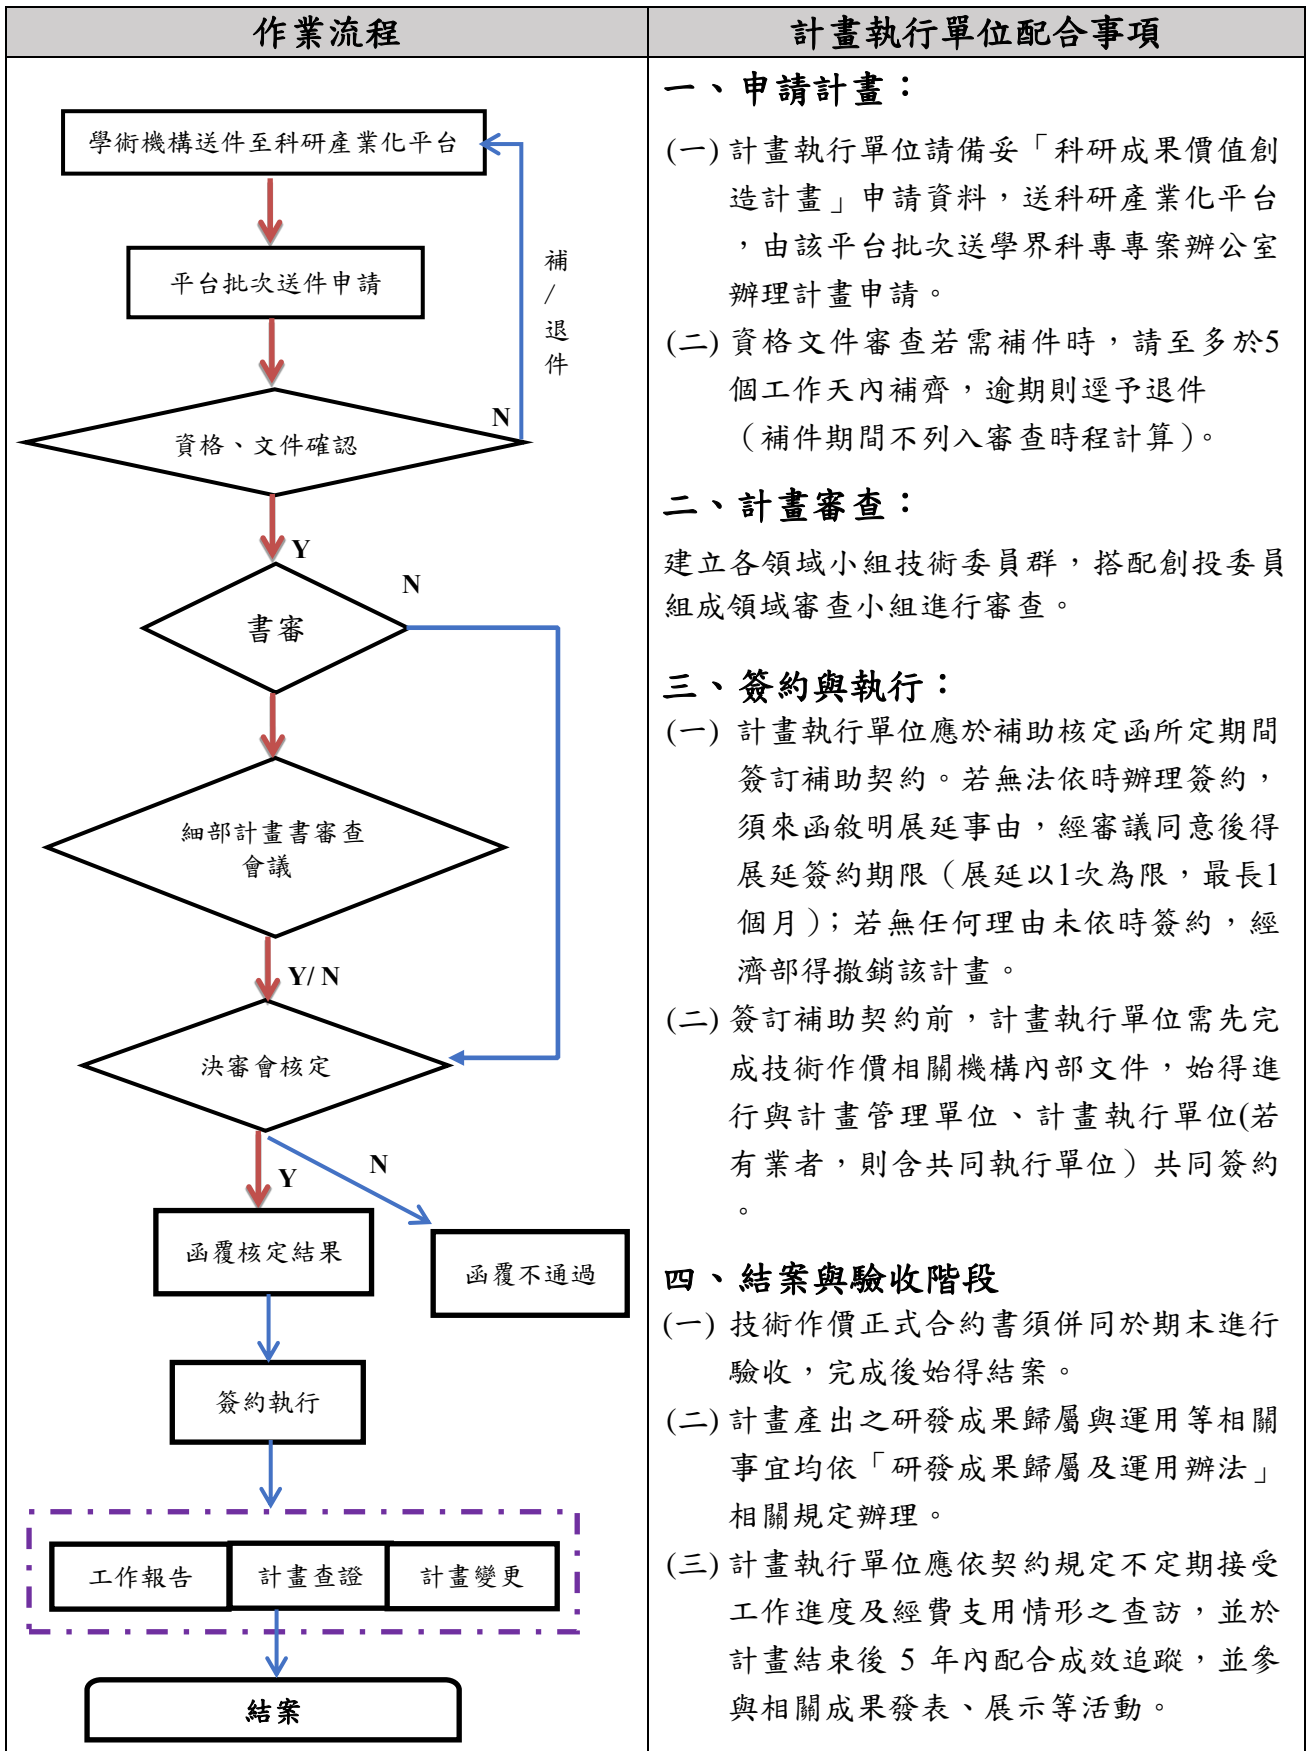 作業流程
學術機構送件至科研產業化平台
平台批次送件申請
補
/
退
件
資格、文件確認
N
Y
書審
N
細部計畫書審查
會議
Y/ N
決審會核定
Y
N
函覆核定結果
函覆不通過
簽約執行
工作報告
計畫查證
計畫變更
結案
計畫執行單位配合事項
一、申請計畫：
(一) 計畫執行單位請備妥「科研成果價值創
造計畫」申請資料，送科研產業化平台
，由該平台批次送學界科專專案辦公室
辦理計畫申請。
(二) 資格文件審查若需補件時，請至多於5
個工作天內補齊，逾期則逕予退件
（補件期間不列入審查時程計算）。
二、計畫審查：
建立各領域小組技術委員群，搭配創投委員
組成領域審查小組進行審查。
三、簽約與執行：
(一) 計畫執行單位應於補助核定函所定期間
簽訂補助契約。若無法依時辦理簽約，
須來函敘明展延事由，經審議同意後得
展延簽約期限（展延以1次為限，最長1
個月）；若無任何理由未依時簽約，經
濟部得撤銷該計畫。
(二) 簽訂補助契約前，計畫執行單位需先完
成技術作價相關機構內部文件，始得進
行與計畫管理單位、計畫執行單位(若
有業者，則含共同執行單位）共同簽約
。
四、結案與驗收階段
(一) 技術作價正式合約書須併同於期末進行
驗收，完成後始得結案。
(二) 計畫產出之研發成果歸屬與運用等相關
事宜均依「研發成果歸屬及運用辦法」
相關規定辦理。
(三) 計畫執行單位應依契約規定不定期接受
工作進度及經費支用情形之查訪，並於
計畫結束後 5 年內配合成效追蹤，並參
與相關成果發表、展示等活動。